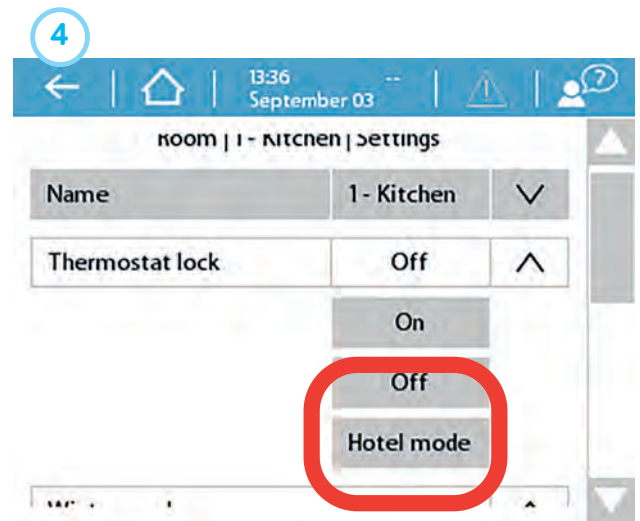 4
13:36 --
September 03
Room | 1 - Kitchen | Settings
Name 1 - Kitchen
Thermostat lock Off
On
Off
Hotel mode